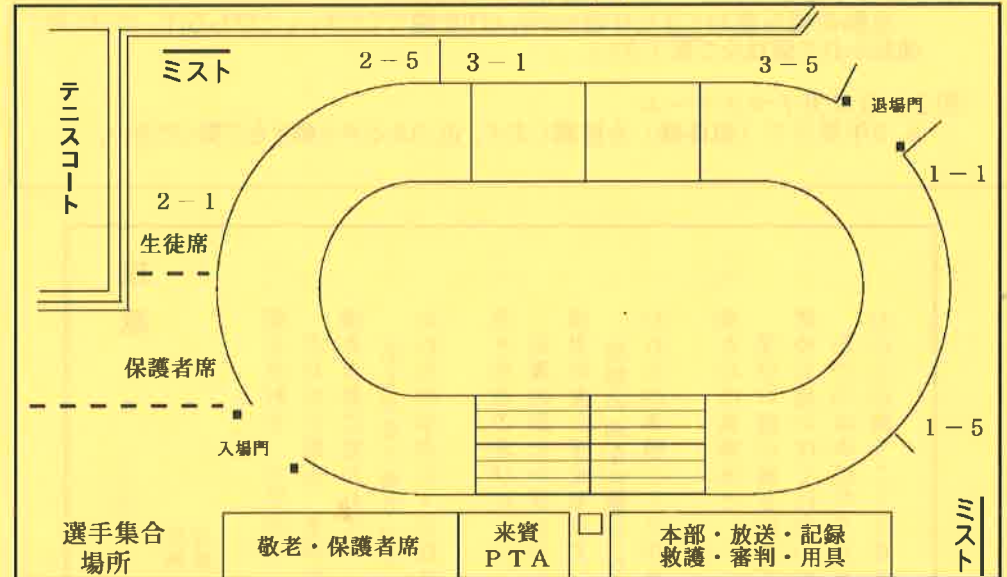 ミスト
2－5
3－1
3－5
退場門
テニスコート
1－1
2－1
生徒席
保護者席
入場門
1－5
選手集合
場所
敬老・保護者席
来賓
PTA
本部・放送・記録
救護・審判・用具
ミスト